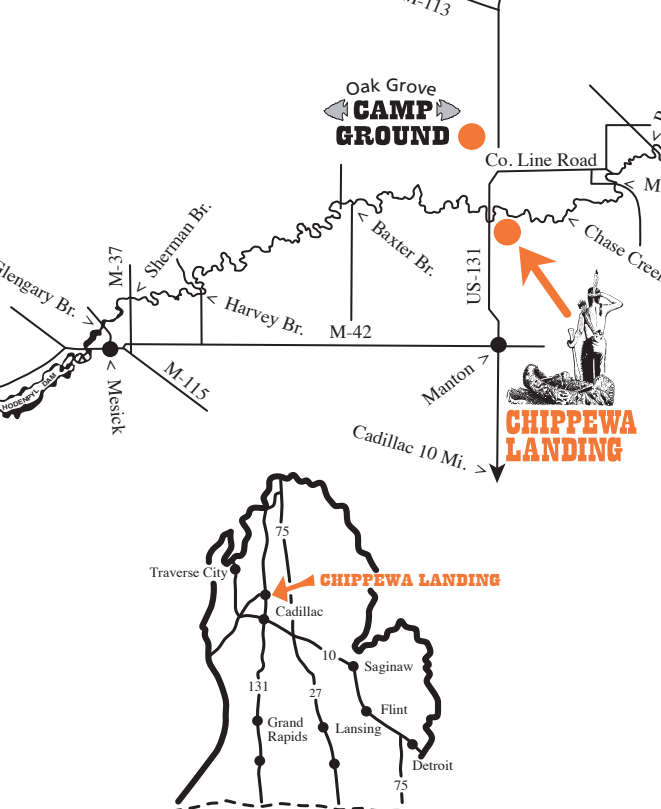 M-113
Oak Grove
CAMP
GROUND
Co. Line Road
Sherman Br.
M-37
Baxter Br.
Chase Creek
US-131
Glengary Br.
Harvey Br.
M-42
M-115
Mesick
HODENPYL DAM
Manton
Cadillac 10 Mi.
CHIPPEWA
LANDING
75
Traverse City
CHIPPEWA LANDING
Cadillac
10
Saginaw
131
27
Flint
Grand
Rapids
Lansing
Detroit
75